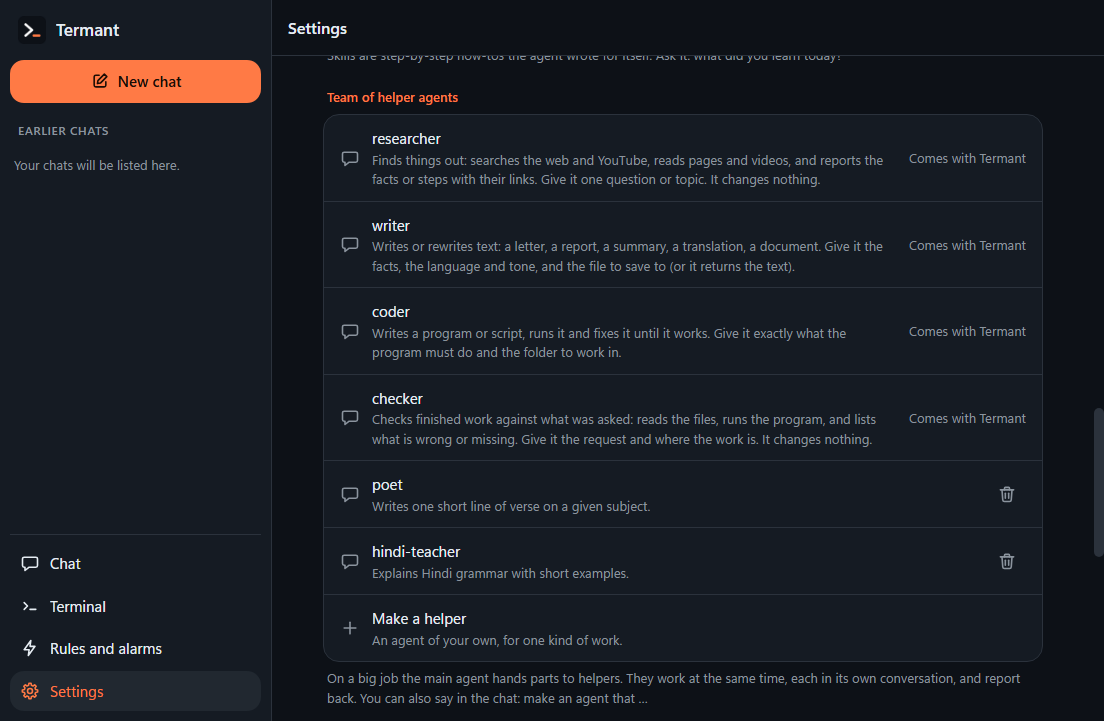 Termant
New chat
EARLIER CHATS
Your chats will be listed here.
Chat
Terminal
Rules and alarms
Settings
Settings
Skills are step-by-step how-tos the agent wrote for itself. Ask it: what did you learn today?
Team of helper agents
researcher
Finds things out: searches the web and YouTube, reads pages and videos, and reports the
facts or steps with their links. Give it one question or topic. It changes nothing.
Comes with Termant
writer
Writes or rewrites text: a letter, a report, a summary, a translation, a document. Give it the
facts, the language and tone, and the file to save to (or it returns the text).
Comes with Termant
coder
Writes a program or script, runs it and fixes it until it works. Give it exactly what the
program must do and the folder to work in.
Comes with Termant
checker
Checks finished work against what was asked: reads the files, runs the program, and lists
what is wrong or missing. Give it the request and where the work is. It changes nothing.
Comes with Termant
poet
Writes one short line of verse on a given subject.
hindi-teacher
Explains Hindi grammar with short examples.
Make a helper
An agent of your own, for one kind of work.
On a big job the main agent hands parts to helpers. They work at the same time, each in its own conversation, and report
back. You can also say in the chat: make an agent that ...